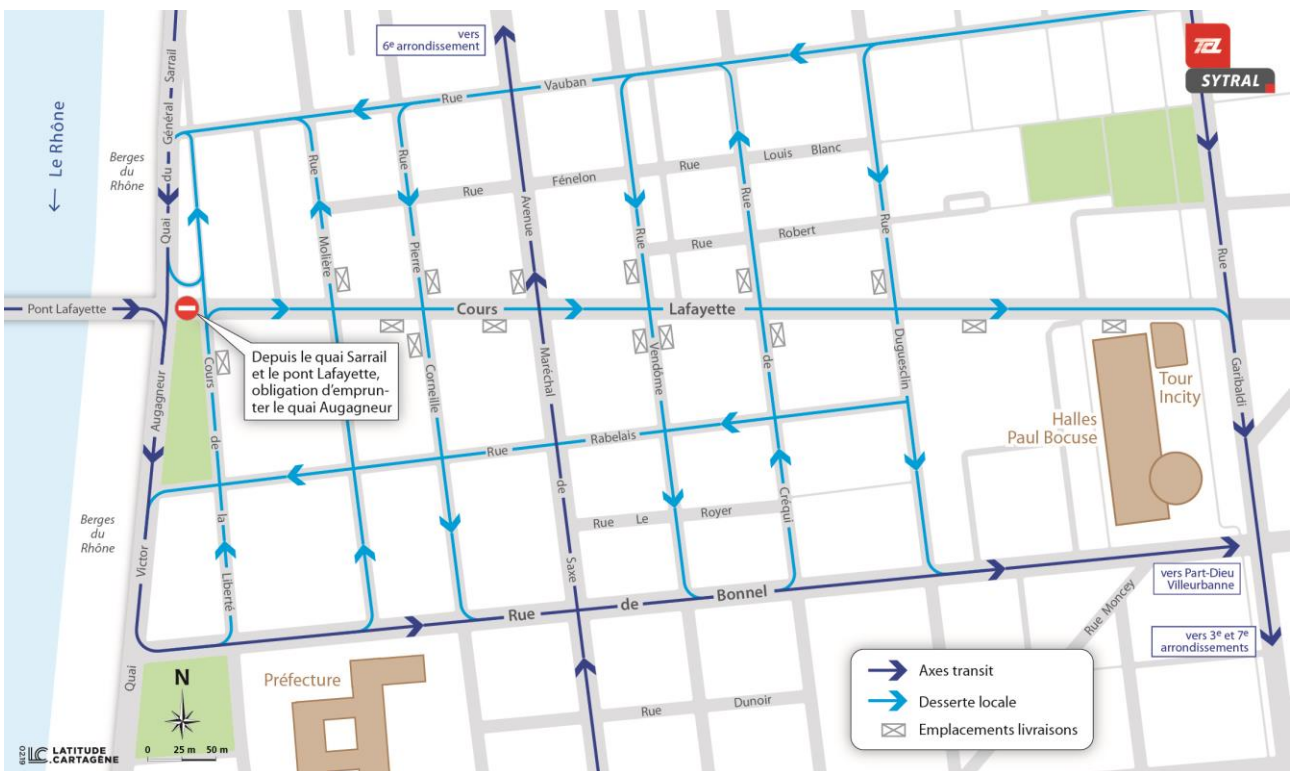 vers
6e arrondissement
TCL
SYTRAL
Quai du Général Sarrail
← Le Rhône
Berges
du
Rhône
Rue Vauban
Rue Fénelon
Rue Louis Blanc
Rue Robert
Rue Molière
Rue Pierre Corneille
Avenue Maréchal de Saxe
Rue Vendôme
Rue de Créqui
Rue Duguesclin
Rue Garibaldi
Pont Lafayette
Cours Lafayette
Depuis le quai Sarrail
et le pont Lafayette,
obligation d'emprun-
ter le quai Augagneur
Cours de la Liberté
Quai Victor Augagneur
Tour
Incity
Halles
Paul Bocuse
Rue Rabelais
Rue Le Royer
Berges
du
Rhône
Rue de Bonnel
vers Part-Dieu
Villeurbanne
Rue Moncey
vers 3e et 7e
arrondissements
Préfecture
Rue Dunoir
N
0 25 m 50 m
02.19 LC LATITUDE
.CARTAGÈNE
Axes transit
Desserte locale
Emplacements livraisons